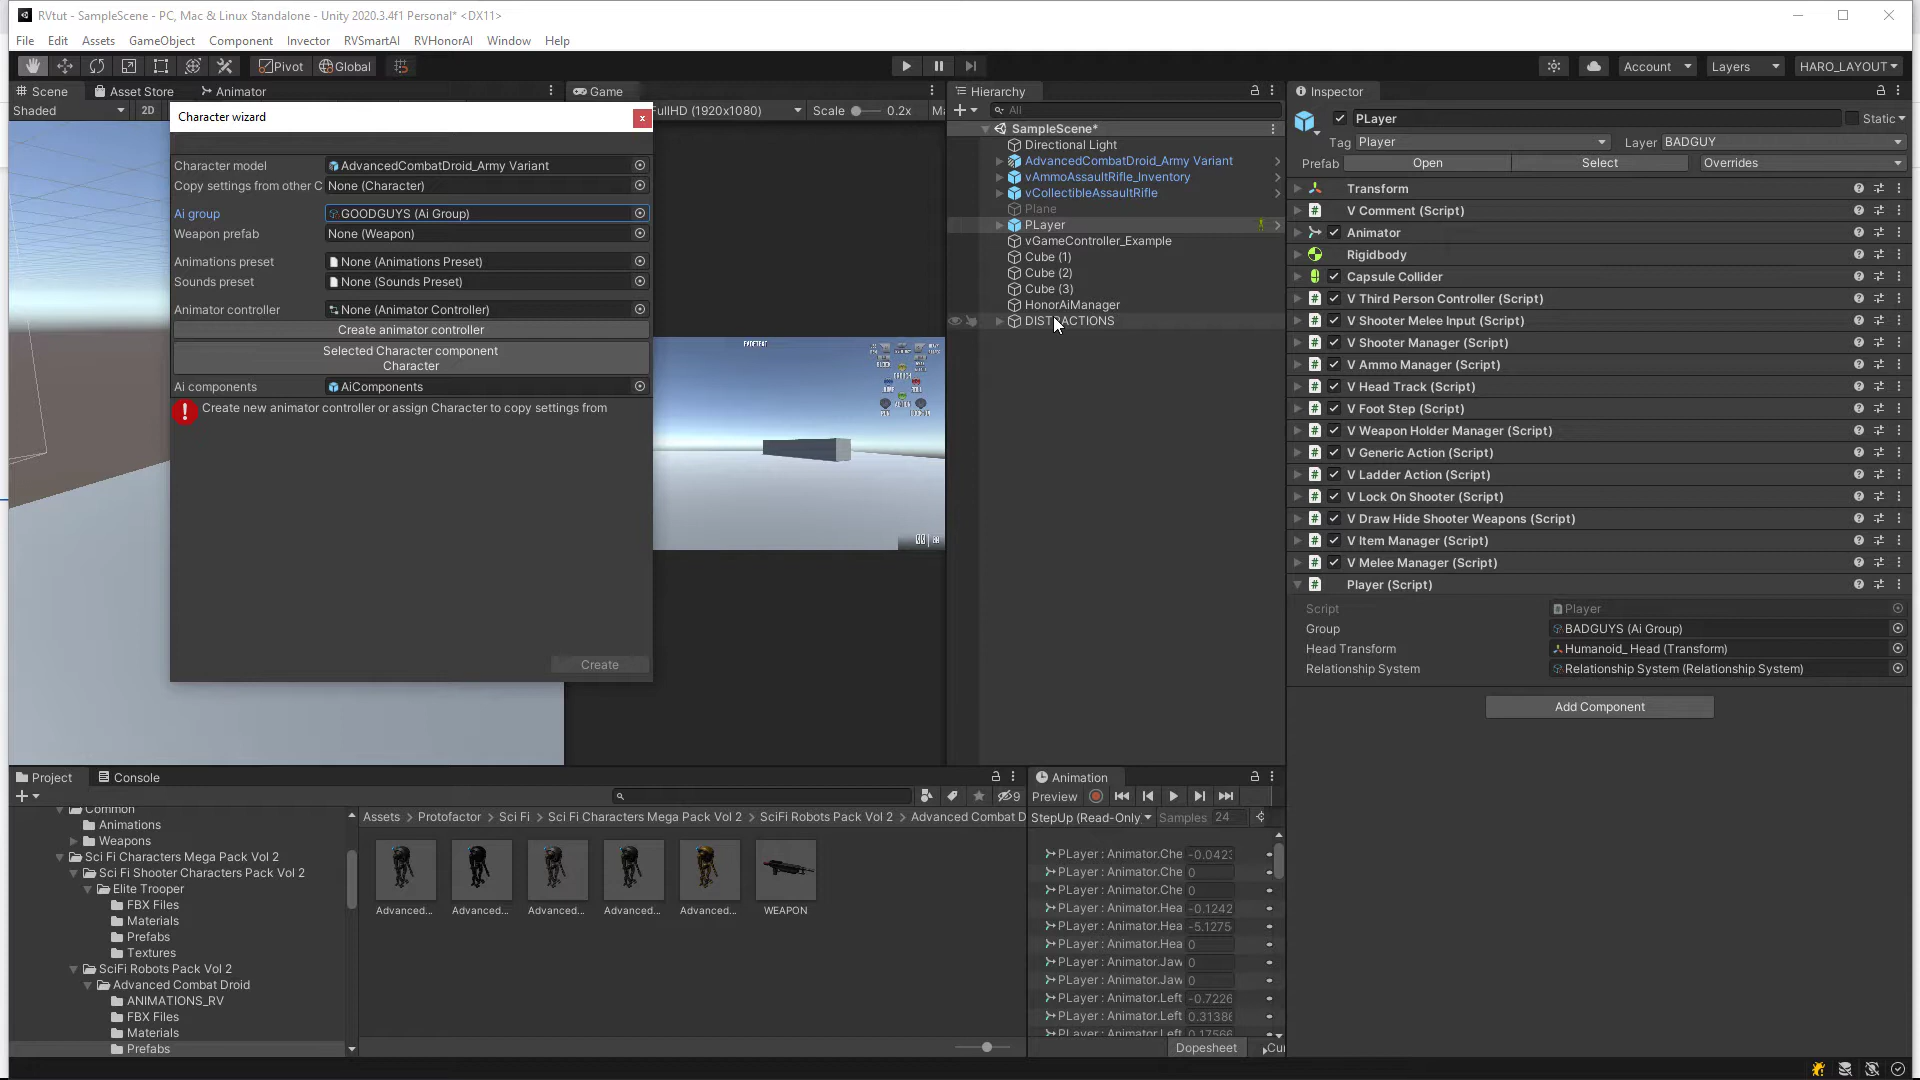 RVtut - SampleScene - PC, Mac & Linux Standalone - Unity 2020.3.4f1 Personal* <DX11>
File Edit Assets GameObject Component Invector RVSmartAI RVHonorAI Window Help
Pivot Global Account Layers HARO_LAYOUT
Scene Asset Store Animator
Shaded 2D
Game
FullHD (1920x1080) Scale 0.2x Ma
Character wizard
Character model AdvancedCombatDroid_Army Variant
Copy settings from other C None (Character)
Ai group GOODGUYS (Ai Group)
Weapon prefab None (Weapon)
Animations preset None (Animations Preset)
Sounds preset None (Sounds Preset)
Animator controller None (Animator Controller)
Create animator controller
Selected Character component
Character
Ai components AiComponents
Create new animator controller or assign Character to copy settings from
Create
Hierarchy
All
SampleScene*
Directional Light
AdvancedCombatDroid_Army Variant
vAmmoAssaultRifle_Inventory
vCollectibleAssaultRifle
Plane
PLayer
vGameController_Example
Cube (1)
Cube (2)
Cube (3)
HonorAiManager
DISTRACTIONS
Inspector
PLayer Static
Tag Player Layer BADGUY
Prefab Open Select Overrides
Transform
V Comment (Script)
Animator
Rigidbody
Capsule Collider
V Third Person Controller (Script)
V Shooter Melee Input (Script)
V Shooter Manager (Script)
V Ammo Manager (Script)
V Head Track (Script)
V Foot Step (Script)
V Weapon Holder Manager (Script)
V Generic Action (Script)
V Ladder Action (Script)
V Lock On Shooter (Script)
V Draw Hide Shooter Weapons (Script)
V Item Manager (Script)
V Melee Manager (Script)
Player (Script)
Script Player
Group BADGUYS (Ai Group)
Head Transform Humanoid_ Head (Transform)
Relationship System Relationship System (Relationship System)
Add Component
Project Console
9
Common
Animations
Weapons
Sci Fi Characters Mega Pack Vol 2
Sci Fi Shooter Characters Pack Vol 2
Elite Trooper
FBX Files
Materials
Prefabs
Textures
SciFi Robots Pack Vol 2
Advanced Combat Droid
ANIMATIONS_RV
FBX Files
Materials
Prefabs
Assets > Protofactor > Sci Fi > Sci Fi Characters Mega Pack Vol 2 > SciFi Robots Pack Vol 2 > Advanced Combat D
Advanced... Advanced... Advanced... Advanced... Advanced... WEAPON
Animation
Preview
StepUp (Read-Only Samples 24
PLayer : Animator.Che -0.0423
PLayer : Animator.Che 0
PLayer : Animator.Che 0
PLayer : Animator.Hea -0.1242
PLayer : Animator.Hea -5.1275
PLayer : Animator.Hea 0
PLayer : Animator.Jaw 0
PLayer : Animator.Jaw 0
PLayer : Animator.Left -0.7226
PLayer : Animator.Left 0.31386
PLayer : Animator.Left 0.17566
Dopesheet Cur